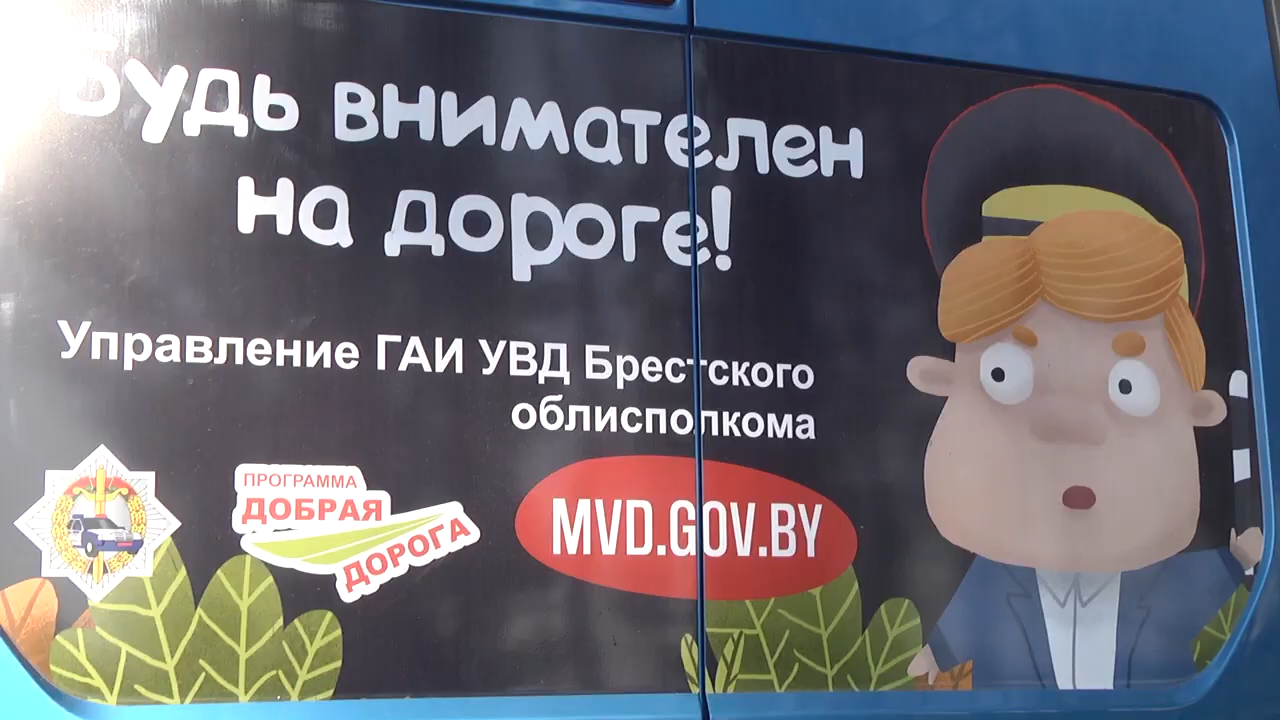 Будь внимателен
на дороге!
Управление ГАИ УВД Брестского
облисполкома
ПРОГРАММА
ДОБРАЯ
ДОРОГА
MVD.GOV.BY